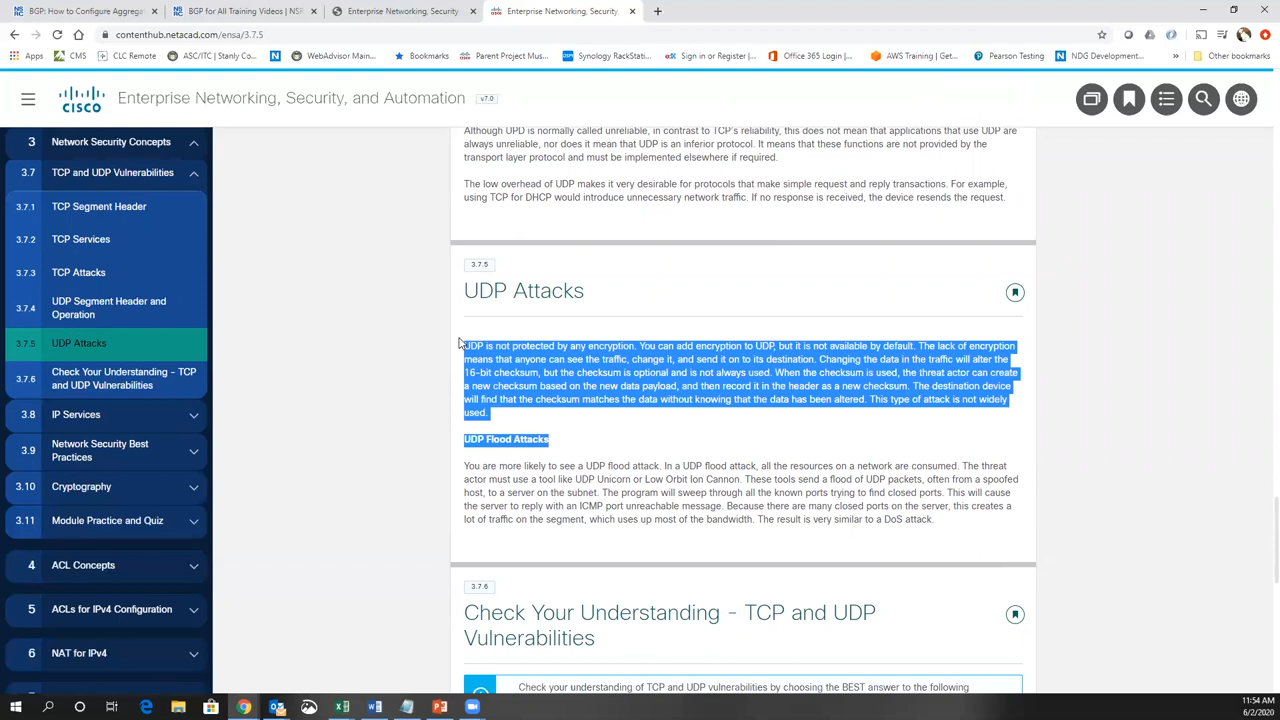 BGP: How to Configure Aggregat
BGP for All Training Videos | NSR
Enterprise Networking, Security,
Enterprise Networking, Security,
contenthub.netacad.com/ensa/3.7.5
Apps
CMS
CLC Remote
ASC/ITC | Stanly Co...
WebAdvisor Main...
Bookmarks
Parent Project Mus...
Synology RackStati...
Sign in or Register |...
Office 365 Login |...
AWS Training | Get...
Pearson Testing
NDG Development...
»
Other bookmarks
CISCO
Enterprise Networking, Security, and Automation
v7.0
3 Network Security Concepts
3.7 TCP and UDP Vulnerabilities
3.7.1 TCP Segment Header
3.7.2 TCP Services
3.7.3 TCP Attacks
3.7.4 UDP Segment Header and
Operation
3.7.5 UDP Attacks
3.7.6 Check Your Understanding - TCP
and UDP Vulnerabilities
3.8 IP Services
3.9 Network Security Best
Practices
3.10 Cryptography
3.11 Module Practice and Quiz
4 ACL Concepts
5 ACLs for IPv4 Configuration
6 NAT for IPv4
Although UPD is normally called unreliable, in contrast to TCP's reliability, this does not mean that applications that use UDP are
always unreliable, nor does it mean that UDP is an inferior protocol. It means that these functions are not provided by the
transport layer protocol and must be implemented elsewhere if required.
The low overhead of UDP makes it very desirable for protocols that make simple request and reply transactions. For example,
using TCP for DHCP would introduce unnecessary network traffic. If no response is received, the device resends the request.
3.7.5
UDP Attacks
UDP is not protected by any encryption. You can add encryption to UDP, but it is not available by default. The lack of encryption
means that anyone can see the traffic, change it, and send it on to its destination. Changing the data in the traffic will alter the
16-bit checksum, but the checksum is optional and is not always used. When the checksum is used, the threat actor can create
a new checksum based on the new data payload, and then record it in the header as a new checksum. The destination device
will find that the checksum matches the data without knowing that the data has been altered. This type of attack is not widely
used.
UDP Flood Attacks
You are more likely to see a UDP flood attack. In a UDP flood attack, all the resources on a network are consumed. The threat
actor must use a tool like UDP Unicorn or Low Orbit Ion Cannon. These tools send a flood of UDP packets, often from a spoofed
host, to a server on the subnet. The program will sweep through all the known ports trying to find closed ports. This will cause
the server to reply with an ICMP port unreachable message. Because there are many closed ports on the server, this creates a
lot of traffic on the segment, which uses up most of the bandwidth. The result is very similar to a DoS attack.
3.7.6
Check Your Understanding - TCP and UDP
Vulnerabilities
Check your understanding of TCP and UDP vulnerabilities by choosing the BEST answer to the following
11:54 AM
6/2/2020